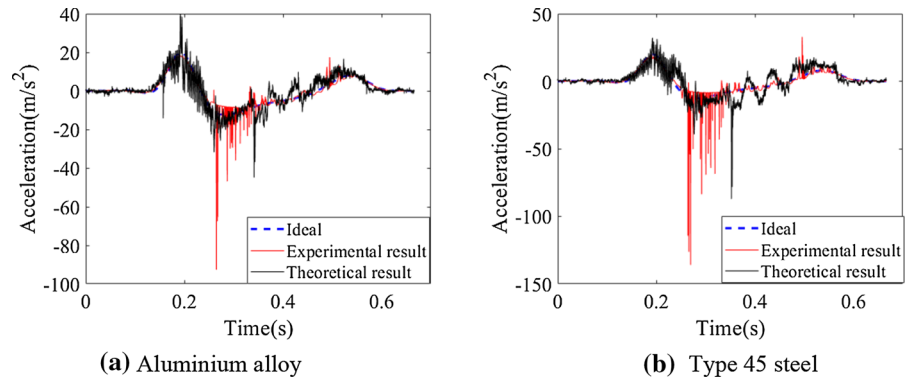 40
20
0
-20
-40
-60
-80
-100
Acceleration(m/s²)
Ideal
Experimental result
Theoretical result
0 0.2 0.4 0.6
Time(s)
(a) Aluminium alloy
50
0
-50
-100
-150
Acceleration(m/s²)
Ideal
Experimental result
Theoretical result
0 0.2 0.4 0.6
Time(s)
(b) Type 45 steel